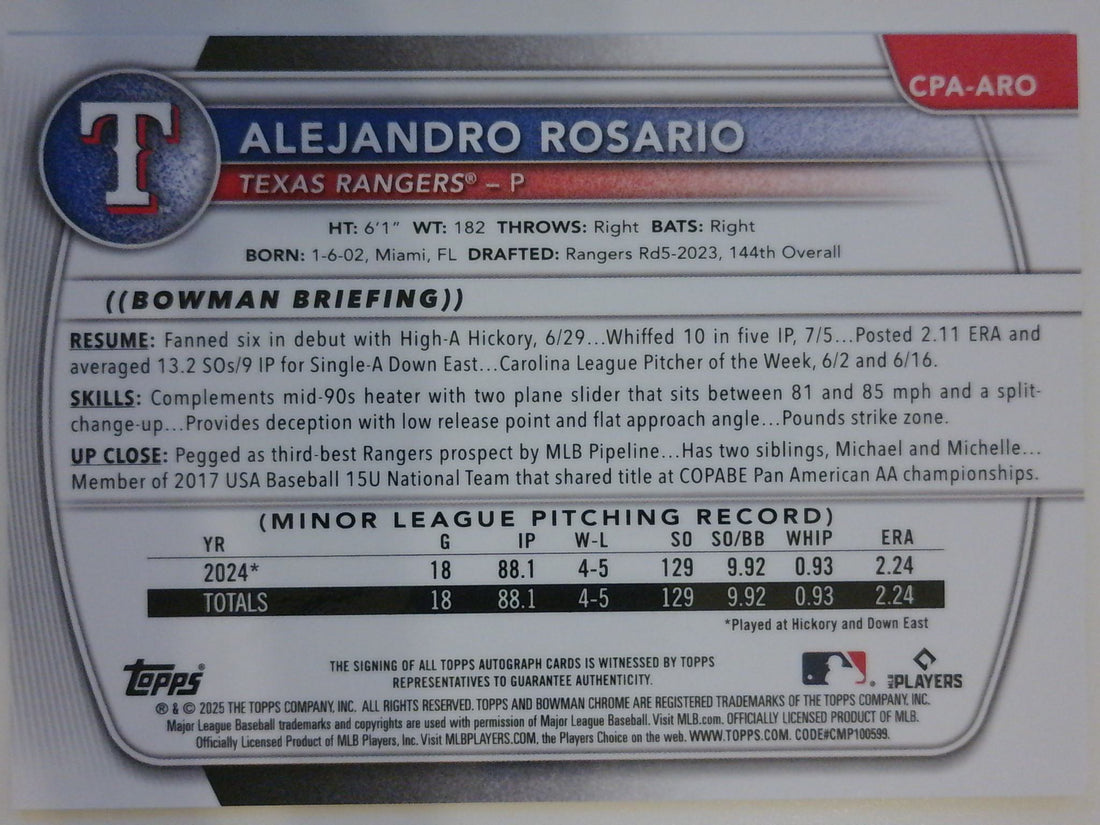 CPA-ARO
T
ALEJANDRO ROSARIO
TEXAS RANGERS® – P
HT: 6'1" WT: 182 THROWS: Right BATS: Right
BORN: 1-6-02, Miami, FL DRAFTED: Rangers Rd5-2023, 144th Overall
((BOWMAN BRIEFING))
RESUME: Fanned six in debut with High-A Hickory, 6/29...Whiffed 10 in five IP, 7/5...Posted 2.11 ERA and
averaged 13.2 SOs/9 IP for Single-A Down East...Carolina League Pitcher of the Week, 6/2 and 6/16.
SKILLS: Complements mid-90s heater with two plane slider that sits between 81 and 85 mph and a split-
change-up...Provides deception with low release point and flat approach angle...Pounds strike zone.
UP CLOSE: Pegged as third-best Rangers prospect by MLB Pipeline...Has two siblings, Michael and Michelle...
Member of 2017 USA Baseball 15U National Team that shared title at COPABE Pan American AA championships.
(MINOR LEAGUE PITCHING RECORD)
YR G IP W-L SO SO/BB WHIP ERA
2024* 18 88.1 4-5 129 9.92 0.93 2.24
TOTALS 18 88.1 4-5 129 9.92 0.93 2.24
*Played at Hickory and Down East
Topps®
THE SIGNING OF ALL TOPPS AUTOGRAPH CARDS IS WITNESSED BY TOPPS
REPRESENTATIVES TO GUARANTEE AUTHENTICITY.
MLB PLAYERS
® & © 2025 THE TOPPS COMPANY, INC. ALL RIGHTS RESERVED. TOPPS AND BOWMAN CHROME ARE REGISTERED TRADEMARKS OF THE TOPPS COMPANY, INC.
Major League Baseball trademarks and copyrights are used with permission of Major League Baseball. Visit MLB.com. OFFICIALLY LICENSED PRODUCT OF MLB.
Officially Licensed Product of MLB Players, Inc. Visit MLBPLAYERS.COM, the Players Choice on the web. WWW.TOPPS.COM. CODE#CMP100599.